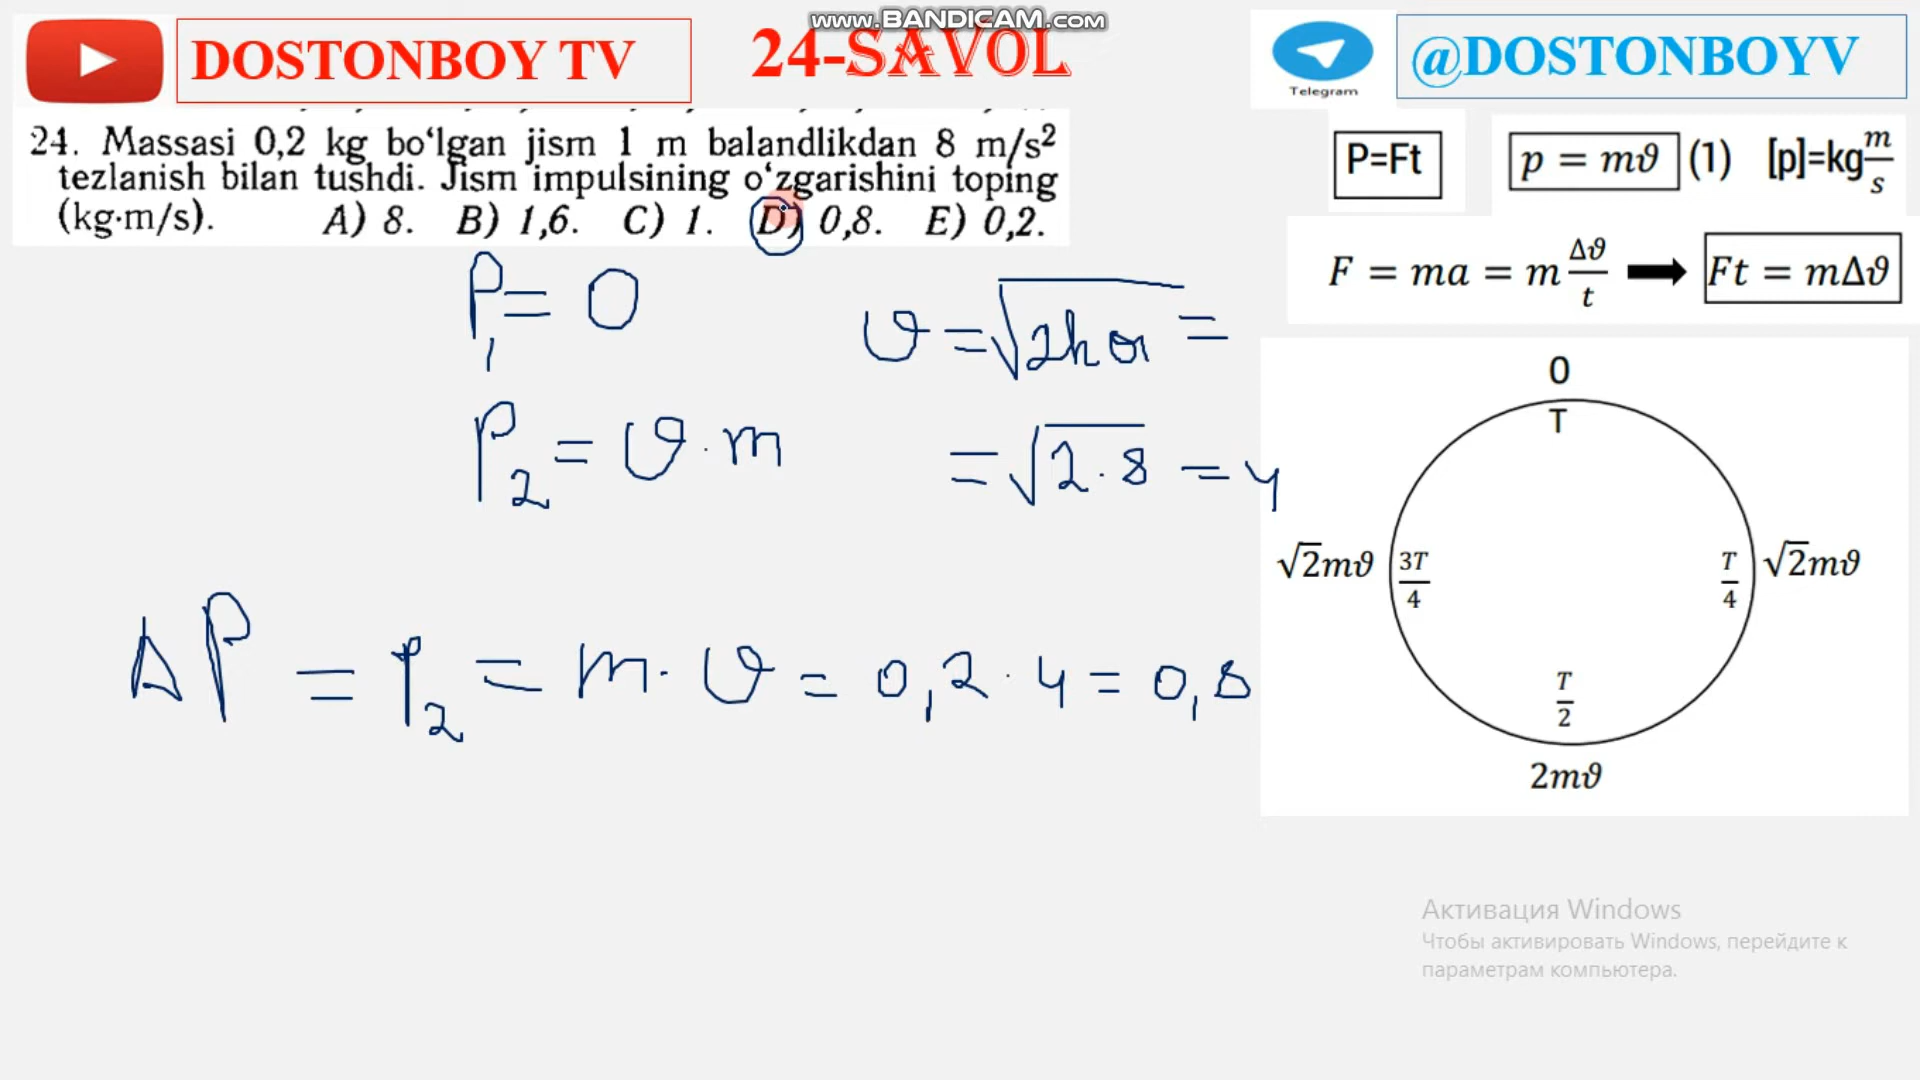 www.BANDICAM.com
DOSTONBOY TV
24-SAVOL
Telegram
@DOSTONBOYV
24. Massasi 0,2 kg bo‘lgan jism 1 m balandlikdan 8 m/s²
tezlanish bilan tushdi. Jism impulsining o‘zgarishini toping
(kg·m/s). A) 8. B) 1,6. C) 1. D) 0,8. E) 0,2.
P=Ft
p = mϑ (1) [p]=kg m/s
F = ma = m Δϑ/t ➡ Ft = mΔϑ
P₁ = 0
ϑ = √2ha =
P₂ = ϑ · m
= √2 · 8 = 4
ΔP = P₂ = m · ϑ = 0,2 · 4 = 0,8
0
T
√2mϑ 3T/4 T/4 √2mϑ
T/2
2mϑ
Активация Windows
Чтобы активировать Windows, перейдите к
параметрам компьютера.